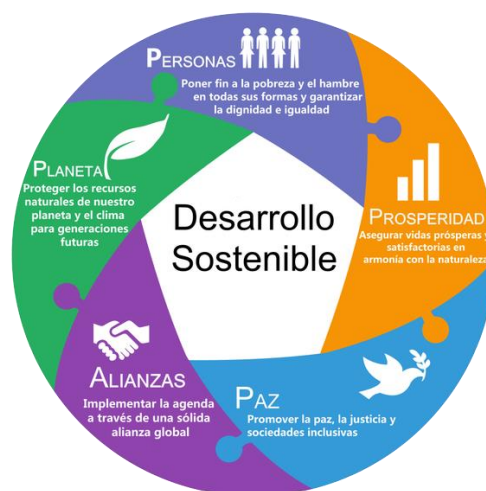 PERSONAS
Poner fin a la pobreza y el hambre
en todas sus formas y garantizar
la dignidad e igualdad
PROSPERIDAD
Asegurar vidas prósperas y
satisfactorias en
armonía con la naturaleza
PAZ
Promover la paz, la justicia y
sociedades inclusivas
ALIANZAS
Implementar la agenda
a través de una sólida
alianza global
PLANETA
Proteger los recursos
naturales de nuestro
planeta y el clima
para generaciones
futuras
Desarrollo
Sostenible